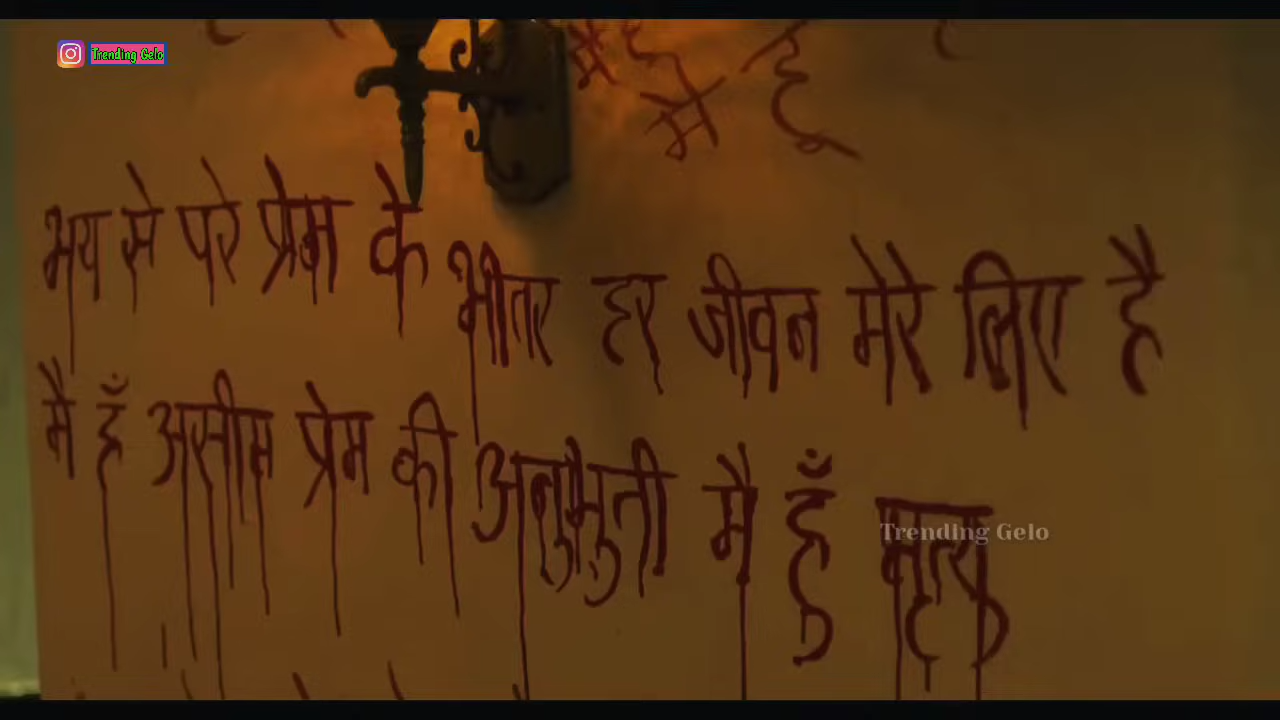 Trending Gelo
मै हूँ
भय से परे प्रेम के भीतर हर जीवन मेरे लिए है
मै हूँ असीम प्रेम की अनुभुती मै हूँ मृत्यु
Trending Gelo